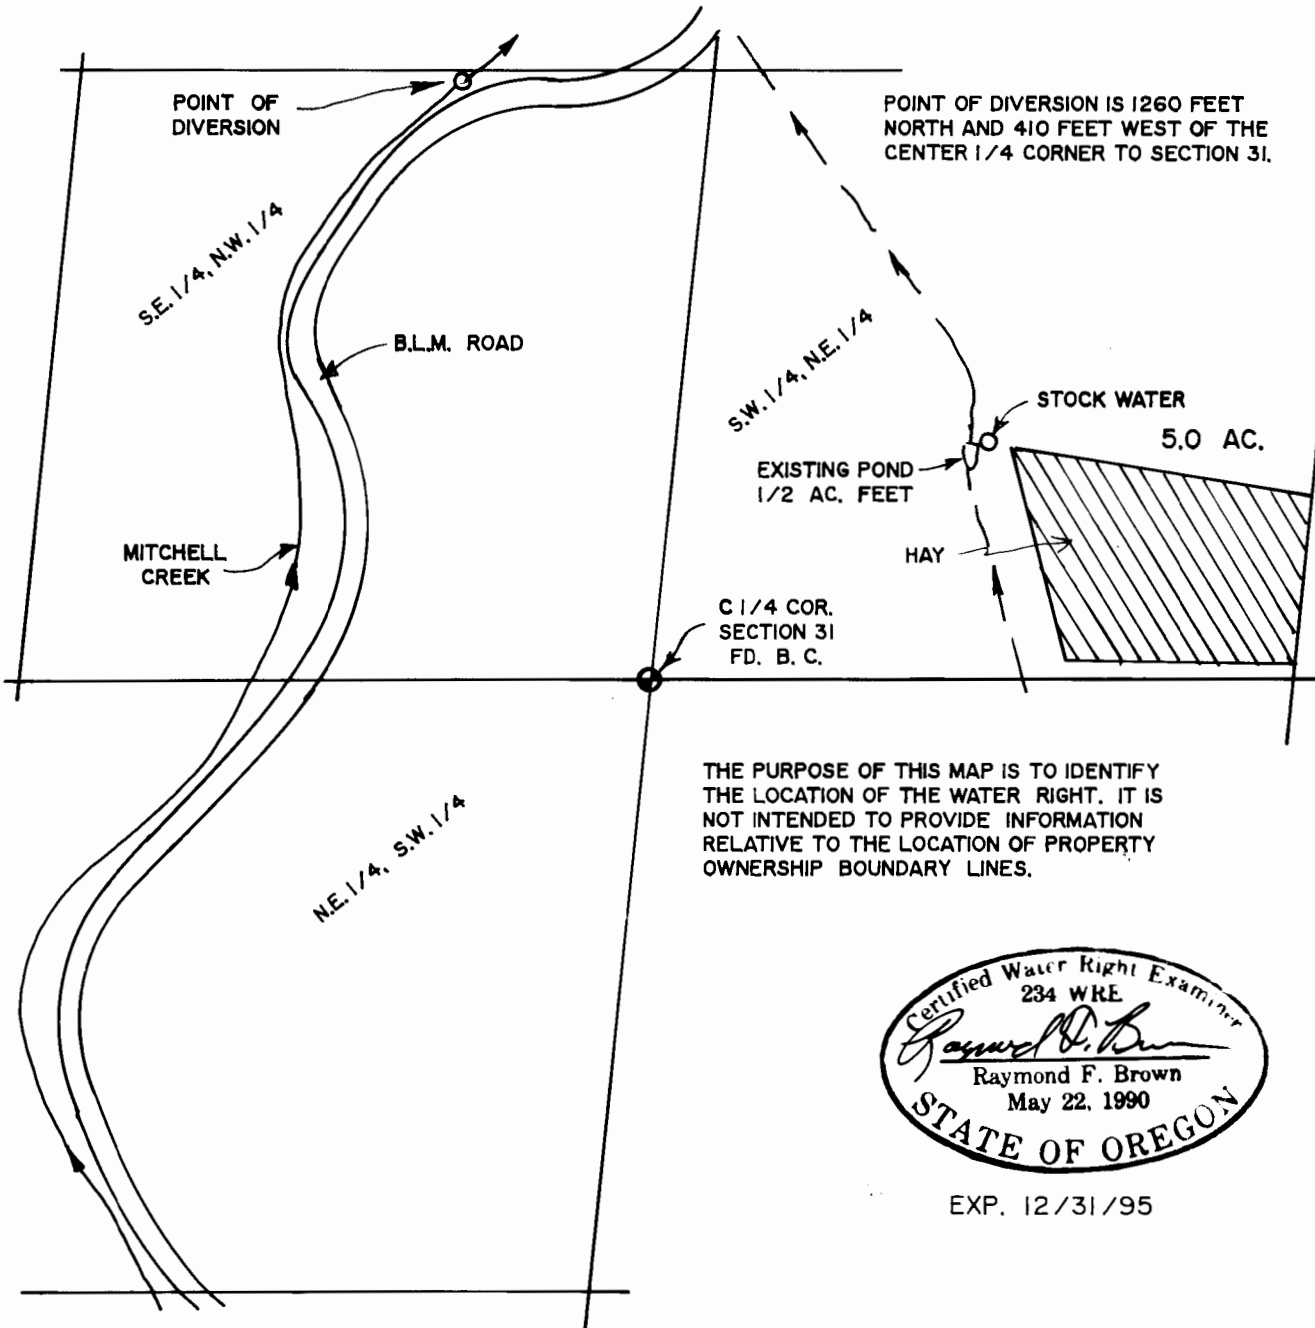 POINT OF
DIVERSION
POINT OF DIVERSION IS 1260 FEET
NORTH AND 410 FEET WEST OF THE
CENTER 1/4 CORNER TO SECTION 31.
S.E. 1/4, N.W. 1/4
B.L.M. ROAD
S.W. 1/4, N.E. 1/4
STOCK WATER
5.0 AC.
EXISTING POND
1/2 AC. FEET
HAY
MITCHELL
CREEK
C 1/4 COR.
SECTION 31
FD. B. C.
THE PURPOSE OF THIS MAP IS TO IDENTIFY
THE LOCATION OF THE WATER RIGHT. IT IS
NOT INTENDED TO PROVIDE INFORMATION
RELATIVE TO THE LOCATION OF PROPERTY
OWNERSHIP BOUNDARY LINES.
N.E. 1/4, S.W. 1/4
Certified Water Right Examiner
234 WRE
Raymond F. Brown
Raymond F. Brown
May 22, 1990
STATE OF OREGON
EXP. 12/31/95